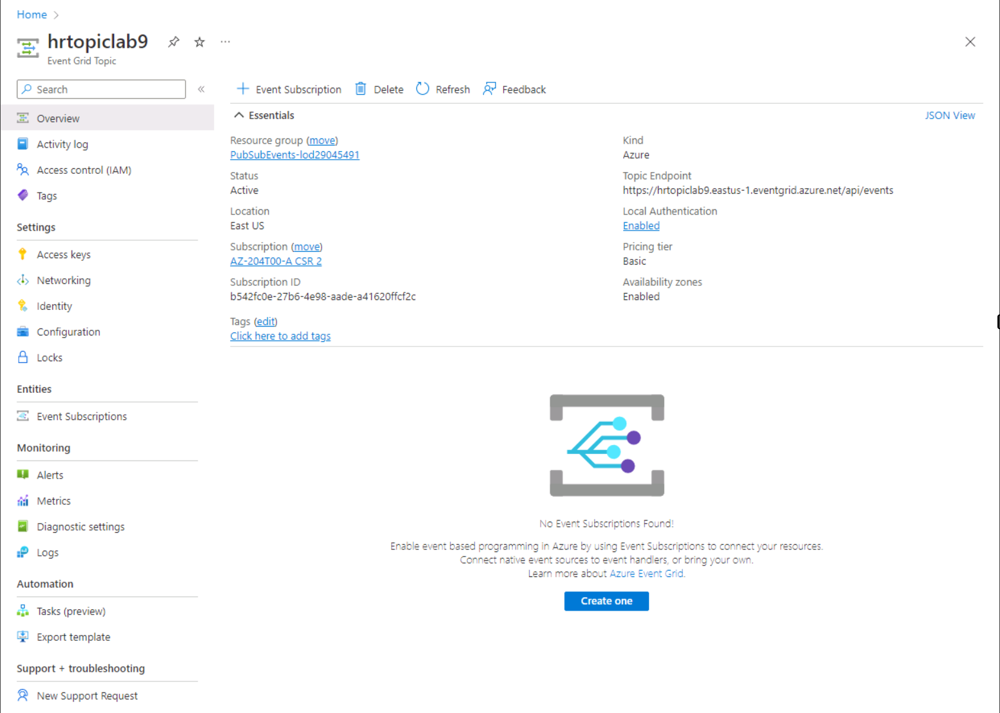 Home
hrtopiclab9
Event Grid Topic
Search
Overview
Activity log
Access control (IAM)
Tags
Settings
Access keys
Networking
Identity
Configuration
Locks
Entities
Event Subscriptions
Monitoring
Alerts
Metrics
Diagnostic settings
Logs
Automation
Tasks (preview)
Export template
Support + troubleshooting
New Support Request
Event Subscription Delete Refresh Feedback
Essentials
JSON View
Resource group (move)
PubSubEvents-lod29045491
Status
Active
Location
East US
Subscription (move)
AZ-204T00-A CSR 2
Subscription ID
b542fc0e-27b6-4e98-aade-a41620ffcf2c
Tags (edit)
Click here to add tags
Kind
Azure
Topic Endpoint
https://hrtopiclab9.eastus-1.eventgrid.azure.net/api/events
Local Authentication
Enabled
Pricing tier
Basic
Availability zones
Enabled
No Event Subscriptions Found!
Enable event based programming in Azure by using Event Subscriptions to connect your resources.
Connect native event sources to event handlers, or bring your own.
Learn more about Azure Event Grid.
Create one